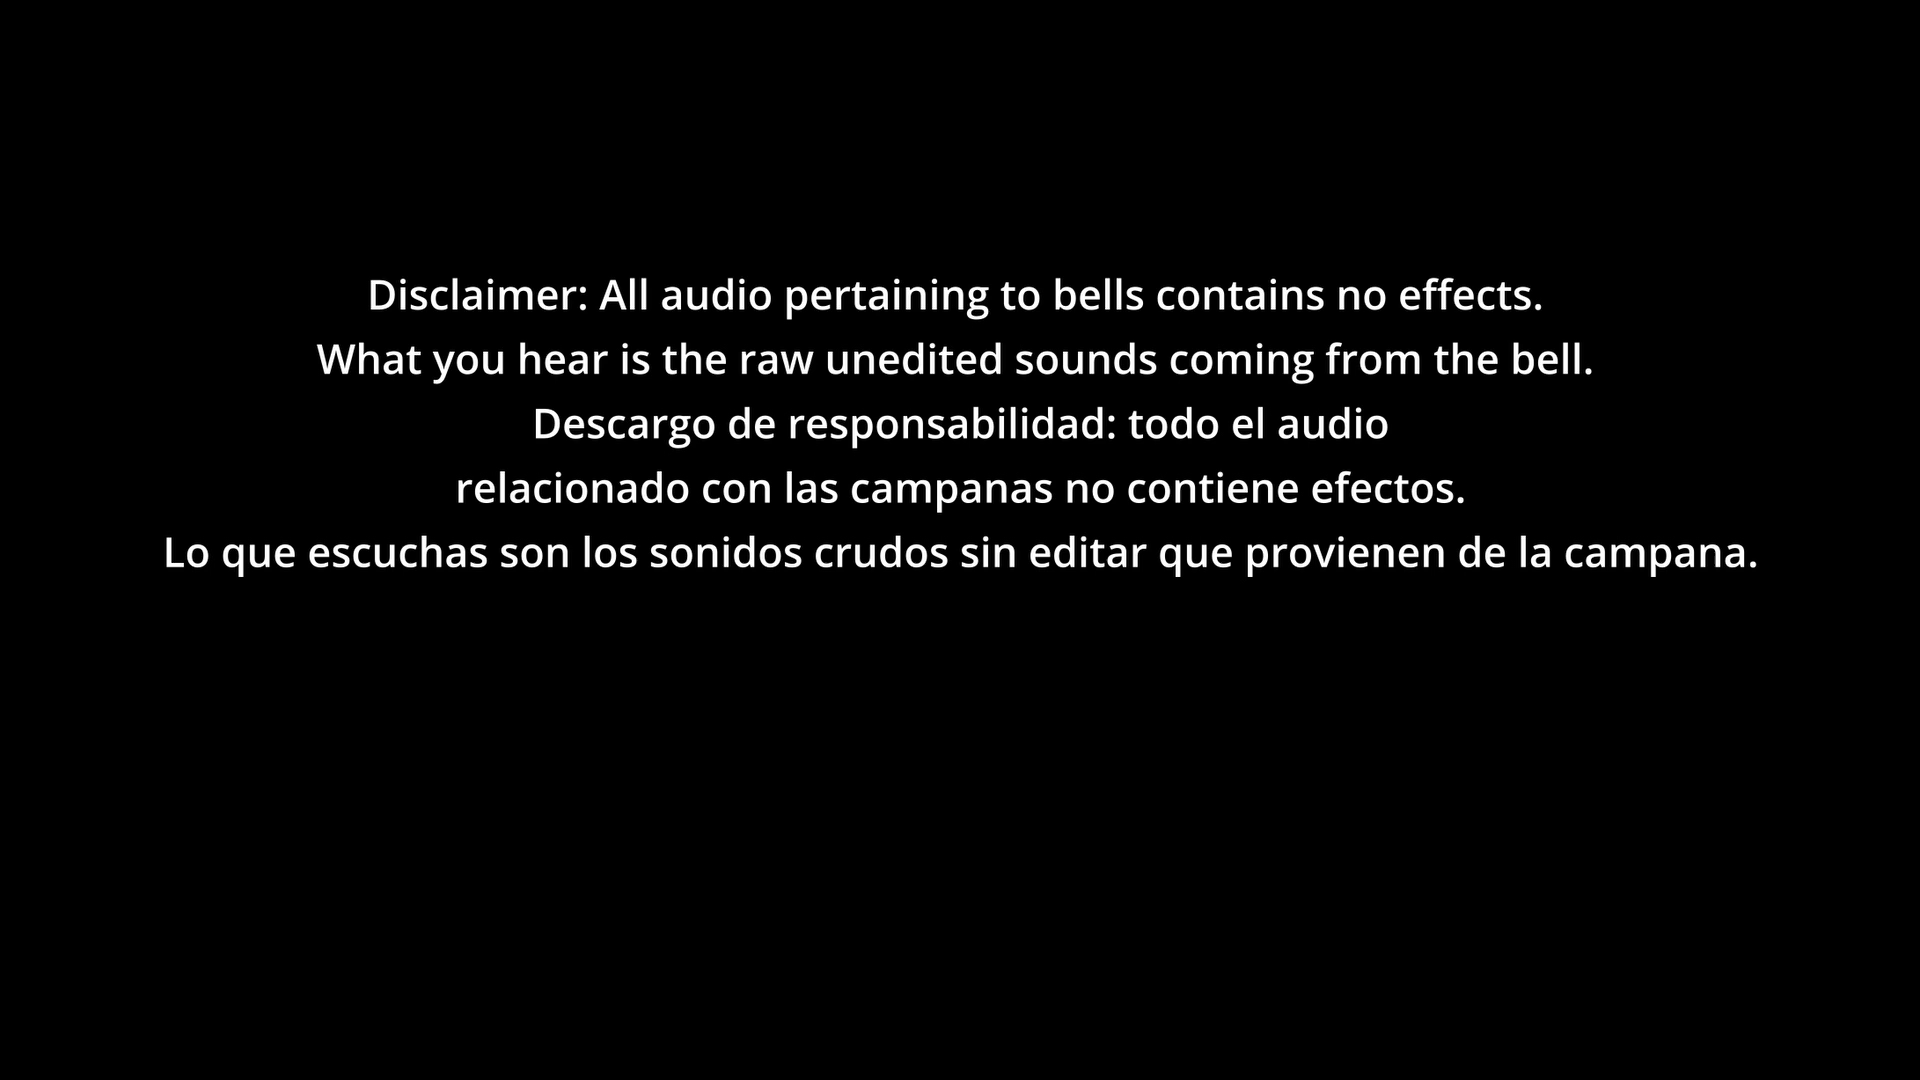 Disclaimer: All audio pertaining to bells contains no effects.
What you hear is the raw unedited sounds coming from the bell.
Descargo de responsabilidad: todo el audio
relacionado con las campanas no contiene efectos.
Lo que escuchas son los sonidos crudos sin editar que provienen de la campana.